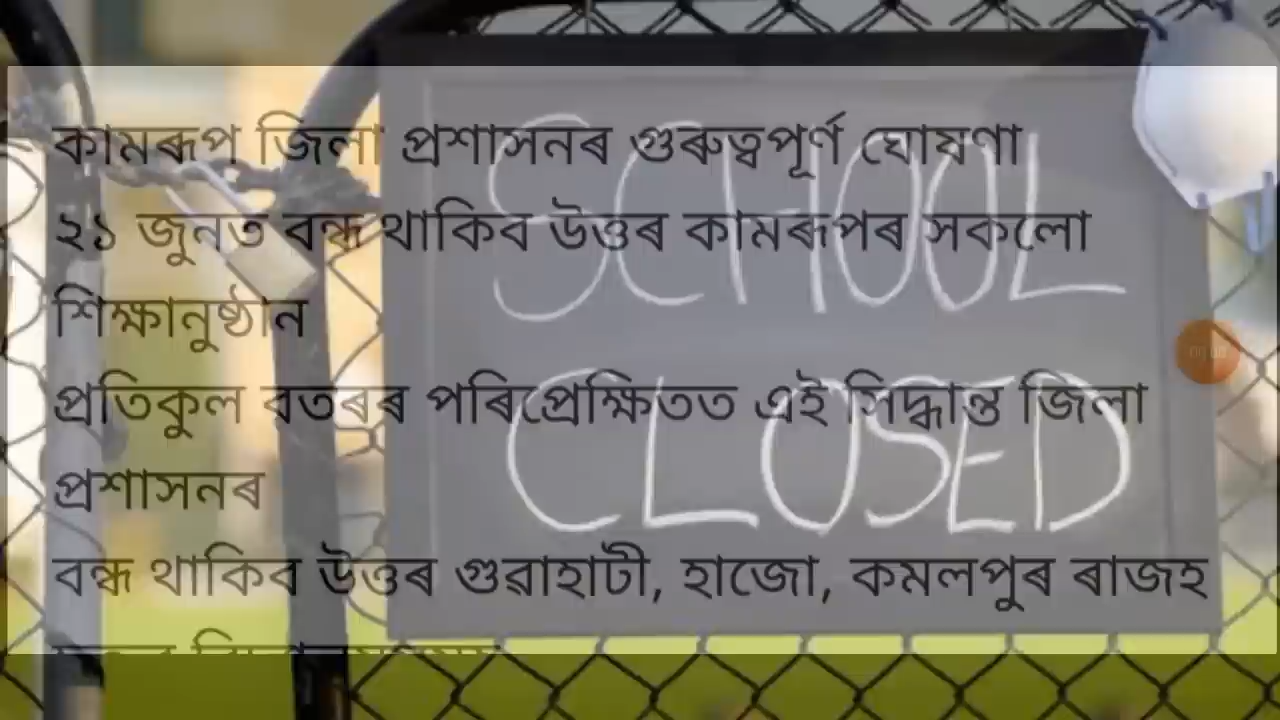 কামৰূপ জিলা প্ৰশাসনৰ গুৰুত্বপূৰ্ণ ঘোষণা
২১ জুনত বন্ধ থাকিব উত্তৰ কামৰূপৰ সকলো
শিক্ষানুষ্ঠান
প্ৰতিকুল বতৰৰ পৰিপ্ৰেক্ষিতত এই সিদ্ধান্ত জিলা
প্ৰশাসনৰ
বন্ধ থাকিব উত্তৰ গুৱাহাটী, হাজো, কমলপুৰ ৰাজহ
SCHOOL
CLOSED